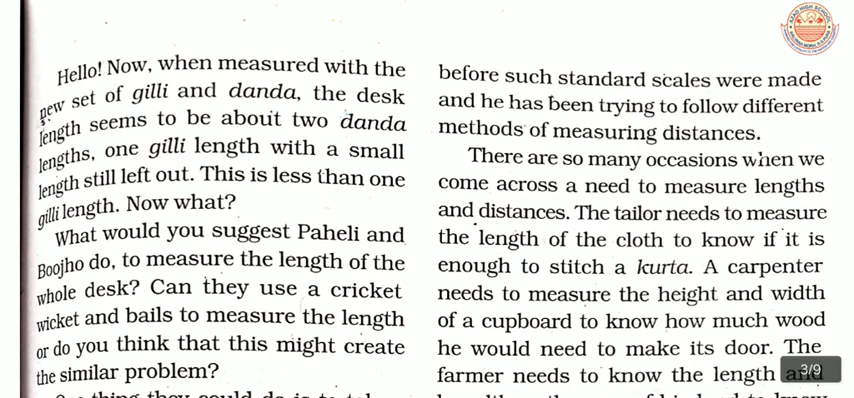 Hello! Now, when measured with the
new set of gilli and danda, the desk
length seems to be about two danda
lengths, one gilli length with a small
length still left out. This is less than one
gilli length. Now what?
What would you suggest Paheli and
Boojho do, to measure the length of the
whole desk? Can they use a cricket
wicket and bails to measure the length
or do you think that this might create
the similar problem?
before such standard scales were made
and he has been trying to follow different
methods of measuring distances.
There are so many occasions when we
come across a need to measure lengths
and distances. The tailor needs to measure
the length of the cloth to know if it is
enough to stitch a kurta. A carpenter
needs to measure the height and width
of a cupboard to know how much wood
he would need to make its door. The
farmer needs to know the length and
AZAD HIGH SCHOOL
3/9